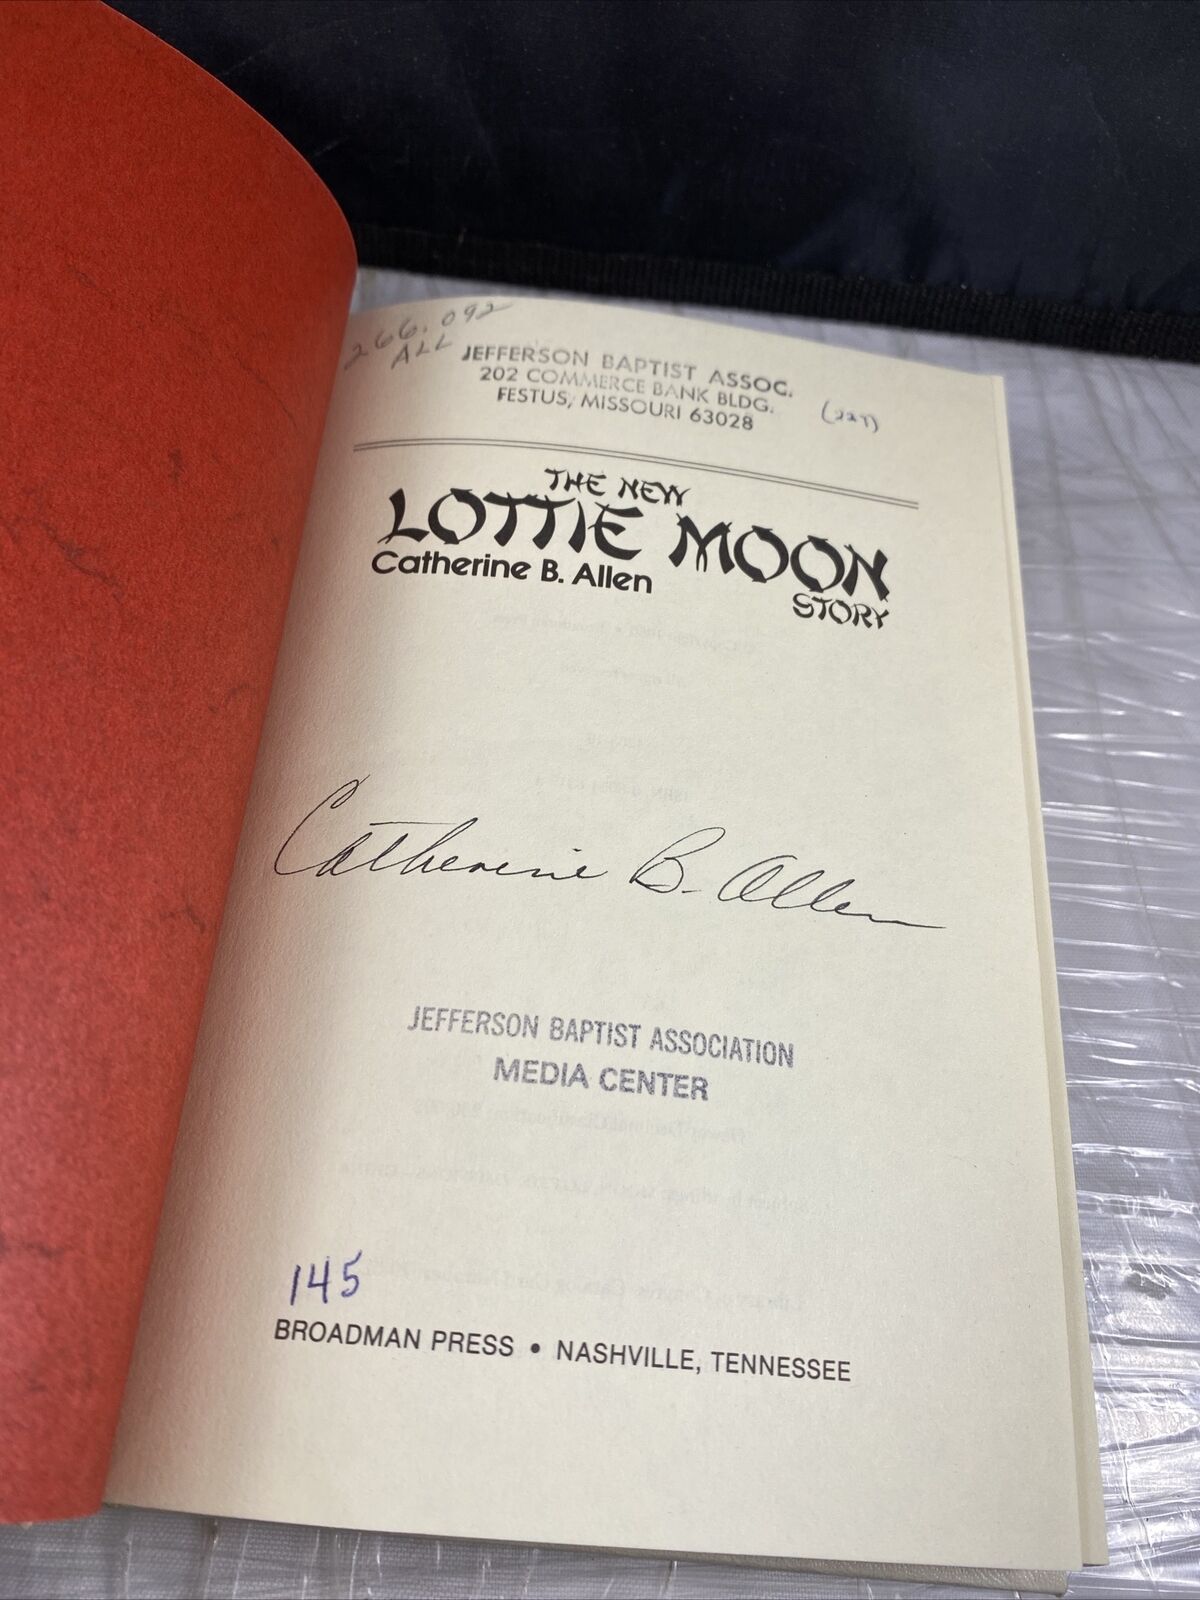 266.092
ALL
JEFFERSON BAPTIST ASSOC.
202 COMMERCE BANK BLDG.
FESTUS, MISSOURI 63028
(227)
THE NEW
LOTTIE MOON
Catherine B. Allen
STORY
Catherine B. Allen
JEFFERSON BAPTIST ASSOCIATION
MEDIA CENTER
145
BROADMAN PRESS • NASHVILLE, TENNESSEE